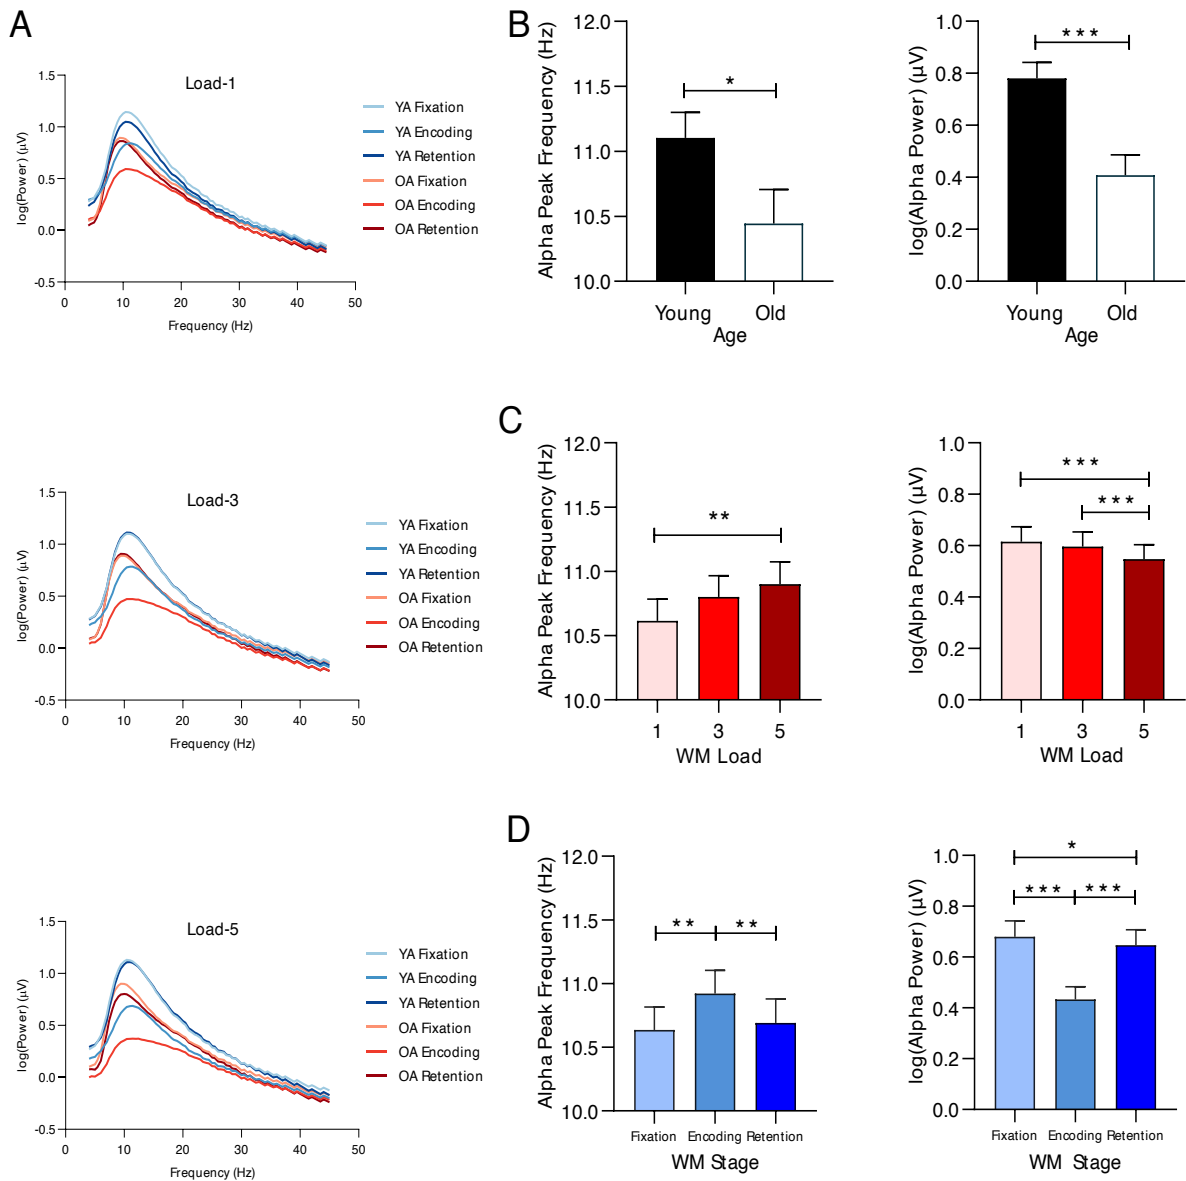 A
Load-1
log(Power) (µV)
1.5
1.0
0.5
0.0
-0.5
0 10 20 30 40 50
Frequency (Hz)
YA Fixation
YA Encoding
YA Retention
OA Fixation
OA Encoding
OA Retention
Load-3
log(Power) (µV)
1.5
1.0
0.5
0.0
-0.5
0 10 20 30 40 50
Frequency (Hz)
YA Fixation
YA Encoding
YA Retention
OA Fixation
OA Encoding
OA Retention
Load-5
log(Power) (µV)
1.5
1.0
0.5
0.0
-0.5
0 10 20 30 40 50
Frequency (Hz)
YA Fixation
YA Encoding
YA Retention
OA Fixation
OA Encoding
OA Retention
B
Alpha Peak Frequency (Hz)
12.0
11.5
11.0
10.5
10.0
*
Young Old
Age
log(Alpha Power) (µV)
1.0
0.8
0.6
0.4
0.2
0.0
***
Young Old
Age
C
Alpha Peak Frequency (Hz)
12.0
11.5
11.0
10.5
10.0
**
1 3 5
WM Load
log(Alpha Power) (µV)
1.0
0.8
0.6
0.4
0.2
0.0
***
***
1 3 5
WM Load
D
Alpha Peak Frequency (Hz)
12.0
11.5
11.0
10.5
10.0
** **
Fixation Encoding Retention
WM Stage
log(Alpha Power) (µV)
1.0
0.8
0.6
0.4
0.2
0.0
*
*** ***
Fixation Encoding Retention
WM Stage